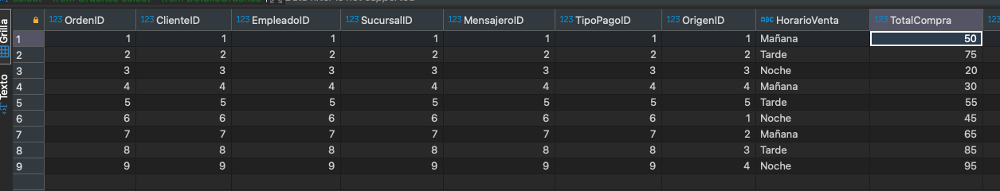 123 OrdenID 123 ClienteID 123 EmpleadoID 123 SucursalID 123 MensajeroID 123 TipoPagoID 123 OrigenID ABC HorarioVenta 123 TotalCompra
Grilla
Texto
1 1 1 1 1 1 1 1 Mañana 50
2 2 2 2 2 2 2 2 Tarde 75
3 3 3 3 3 3 3 3 Noche 20
4 4 4 4 4 4 4 4 Mañana 30
5 5 5 5 5 5 5 5 Tarde 55
6 6 6 6 6 6 6 1 Noche 45
7 7 7 7 7 7 7 2 Mañana 65
8 8 8 8 8 8 8 3 Tarde 85
9 9 9 9 9 9 9 4 Noche 95